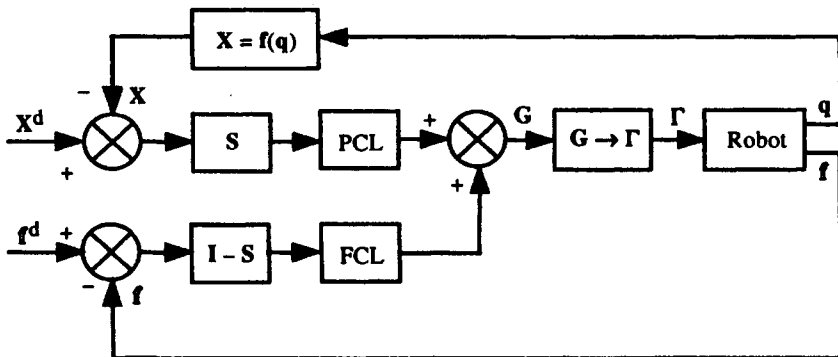 X = f(q)
− X
X^d + S PCL + + G G → Γ Γ Robot q f
f^d + − f I − S FCL